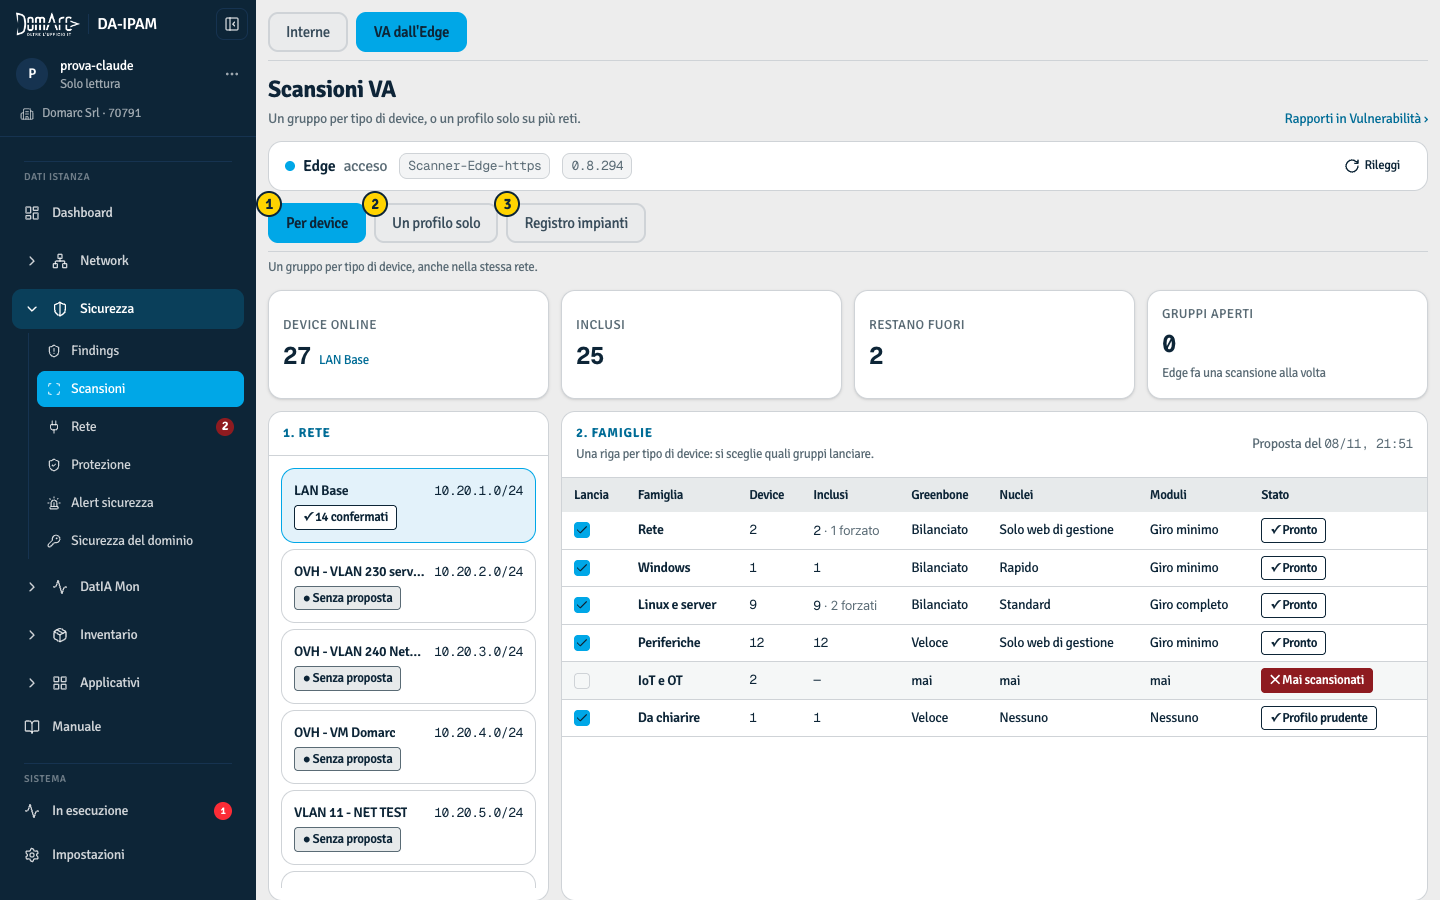 DomArc
OLTRE L'UFFICIO IT
DA-IPAM
P
prova-claude
Solo lettura
Domarc Srl · 70791
DATI ISTANZA
Dashboard
Network
Sicurezza
Findings
Scansioni
Rete 2
Protezione
Alert sicurezza
Sicurezza del dominio
DatIA Mon
Inventario
Applicativi
Manuale
SISTEMA
In esecuzione 1
Impostazioni
Interne
VA dall'Edge
Scansioni VA
Un gruppo per tipo di device, o un profilo solo su più reti.
Rapporti in Vulnerabilità ›
Edge acceso Scanner-Edge-https 0.8.294
Rileggi
1 Per device
2 Un profilo solo
3 Registro impianti
Un gruppo per tipo di device, anche nella stessa rete.
DEVICE ONLINE
27 LAN Base
INCLUSI
25
RESTANO FUORI
2
GRUPPI APERTI
0
Edge fa una scansione alla volta
1. RETE
LAN Base 10.20.1.0/24
✓ 14 confermati
OVH - VLAN 230 serv... 10.20.2.0/24
● Senza proposta
OVH - VLAN 240 Net... 10.20.3.0/24
● Senza proposta
OVH - VM Domarc 10.20.4.0/24
● Senza proposta
VLAN 11 - NET TEST 10.20.5.0/24
● Senza proposta
2. FAMIGLIE
Una riga per tipo di device: si sceglie quali gruppi lanciare.
Proposta del 08/11, 21:51
Lancia Famiglia Device Inclusi Greenbone Nuclei Moduli Stato
Rete 2 2 · 1 forzato Bilanciato Solo web di gestione Giro minimo ✓ Pronto
Windows 1 1 Bilanciato Rapido Giro minimo ✓ Pronto
Linux e server 9 9 · 2 forzati Bilanciato Standard Giro completo ✓ Pronto
Periferiche 12 12 Veloce Solo web di gestione Giro minimo ✓ Pronto
IoT e OT 2 — mai mai mai ✕ Mai scansionati
Da chiarire 1 1 Veloce Nessuno Nessuno ✓ Profilo prudente